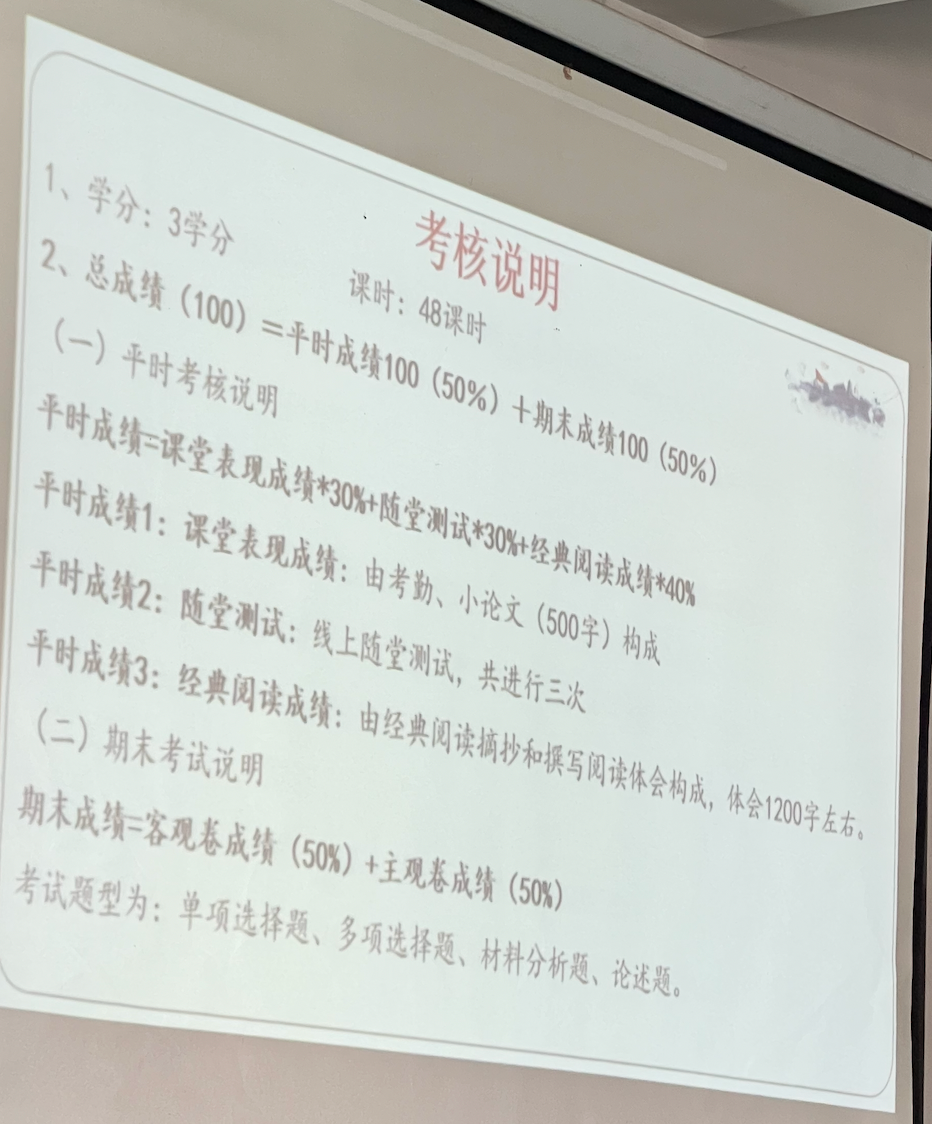 考核说明
1、学分：3学分 课时：48课时
2、总成绩（100）＝平时成绩100（50%）＋期末成绩100（50%）
（一）平时考核说明
平时成绩=课堂表现成绩*30%+随堂测试*30%+经典阅读成绩*40%
平时成绩1：课堂表现成绩：由考勤、小论文（500字）构成
平时成绩2：随堂测试：线上随堂测试，共进行三次
平时成绩3：经典阅读成绩：由经典阅读摘抄和撰写阅读体会构成，体会1200字左右。
（二）期末考试说明
期末成绩=客观卷成绩（50%）+主观卷成绩（50%）
考试题型为：单项选择题、多项选择题、材料分析题、论述题。